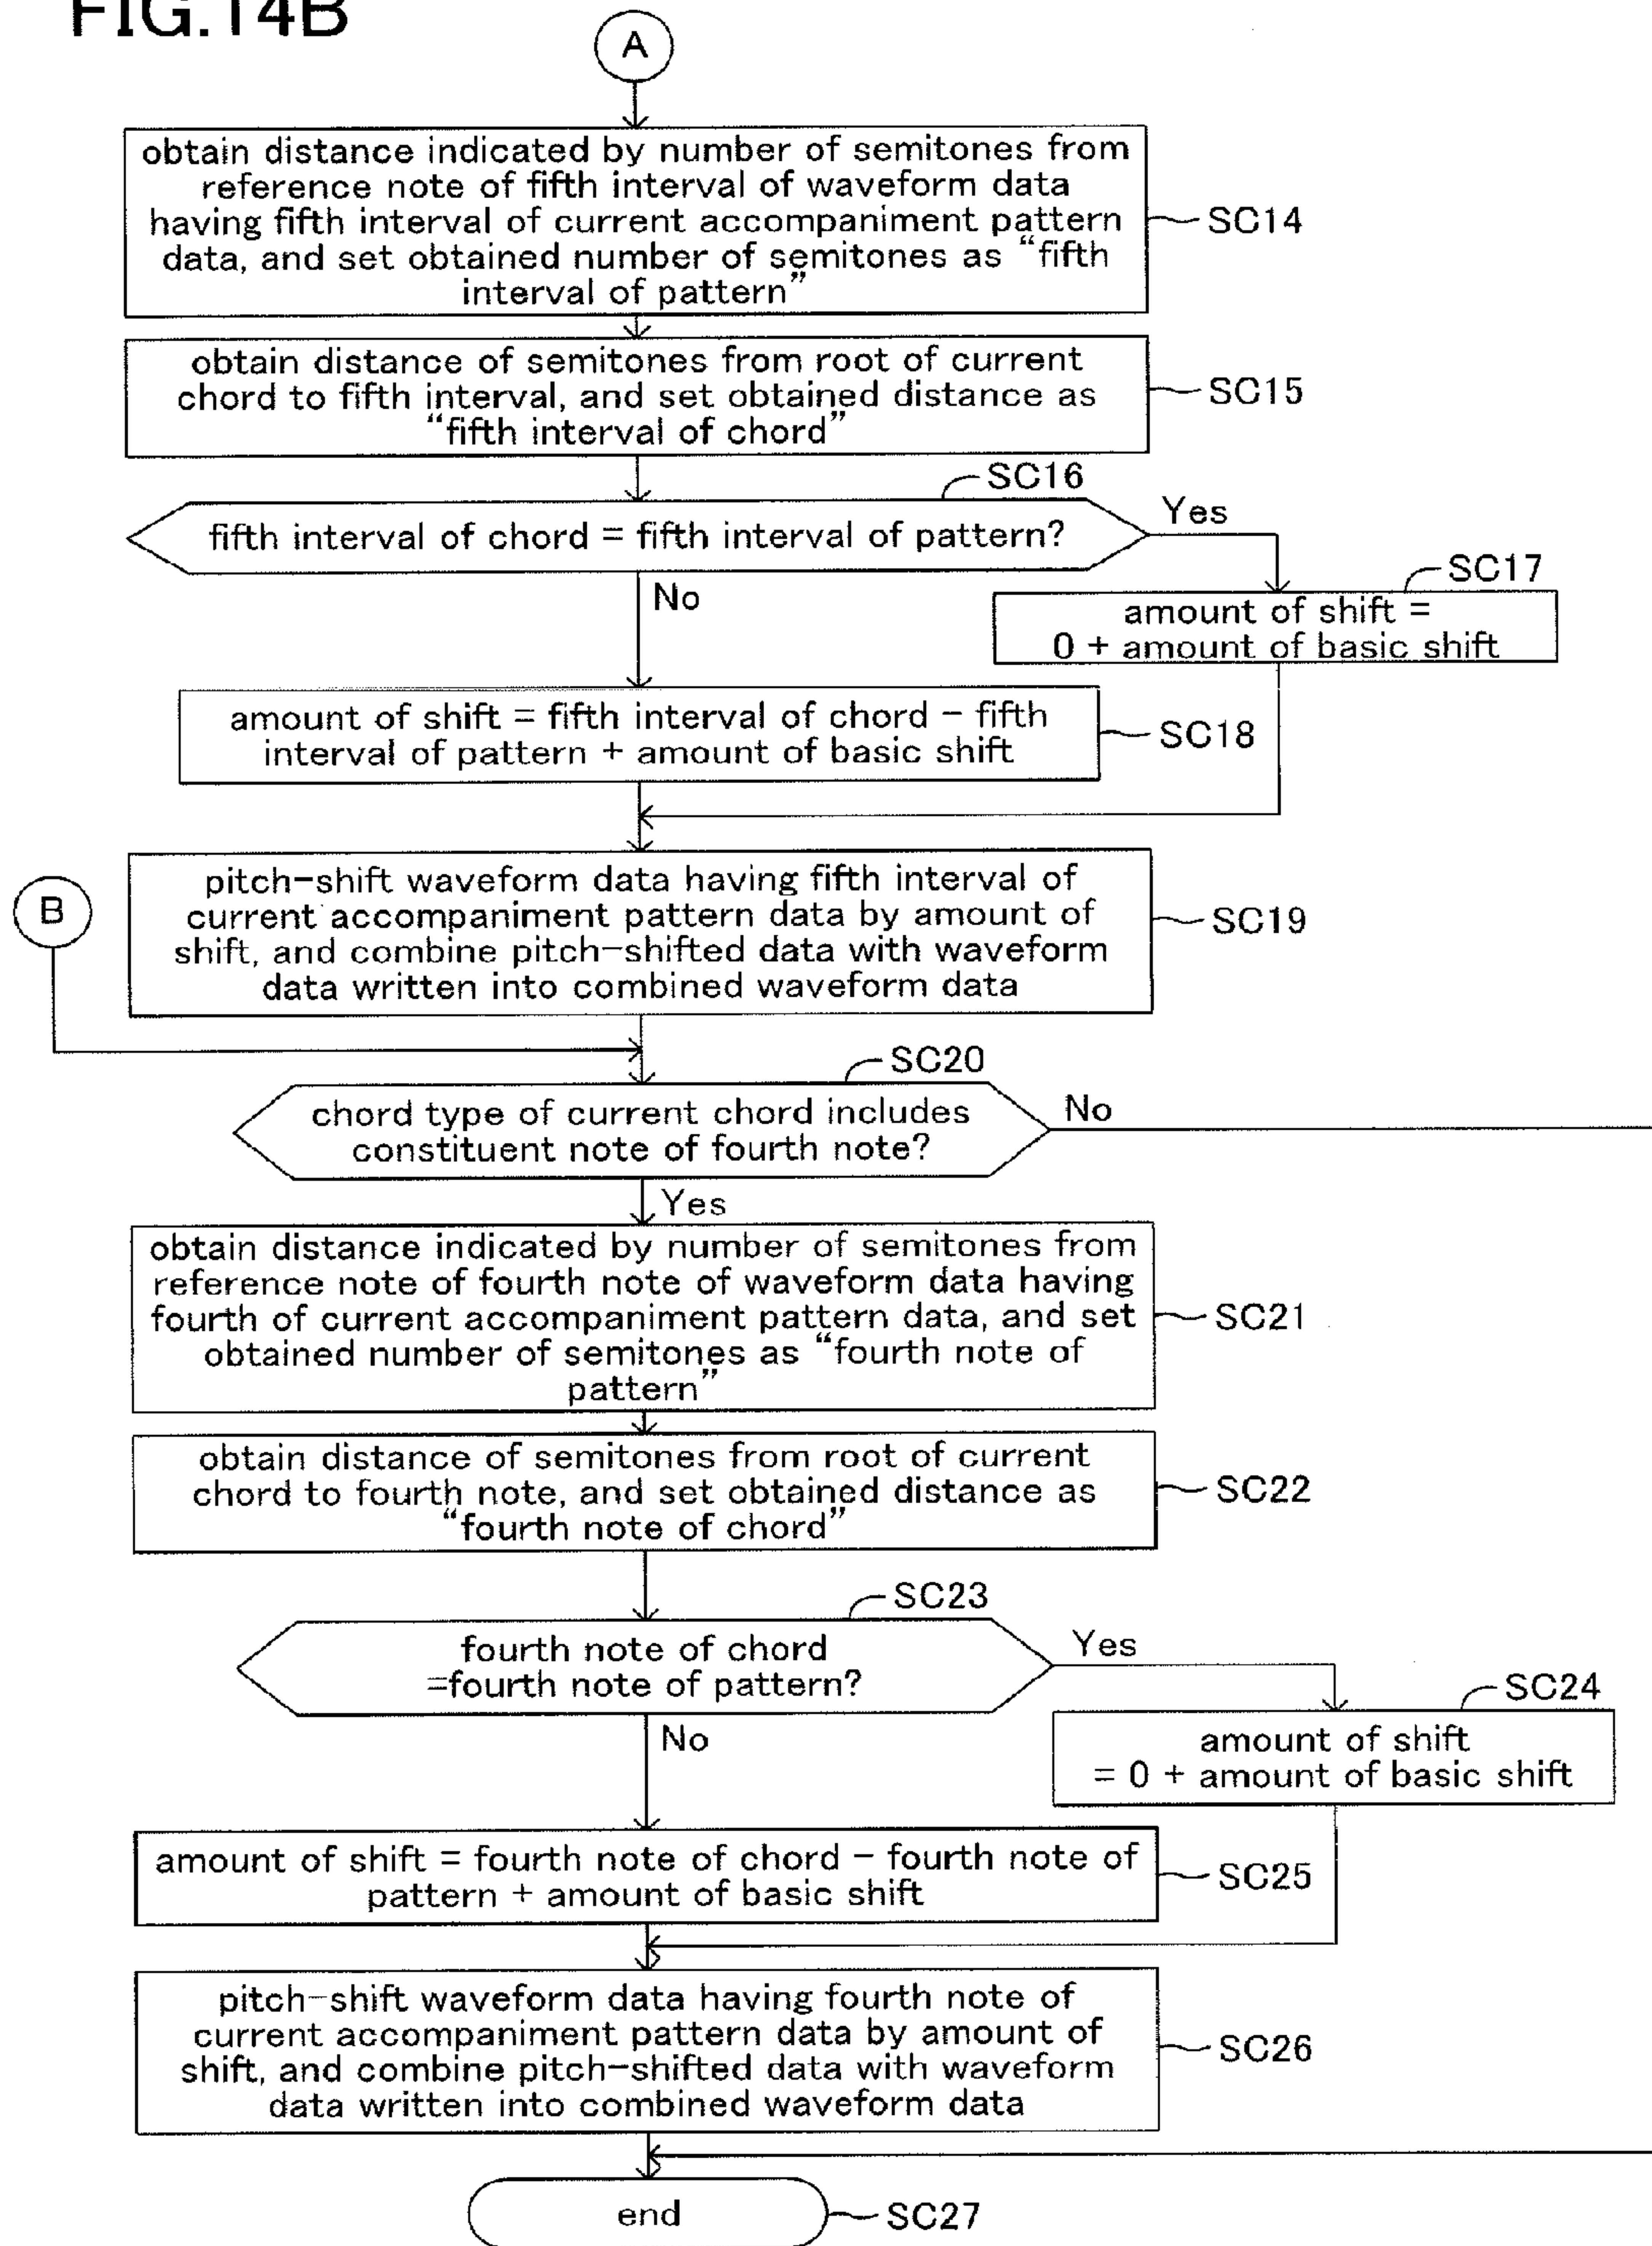 FIG.14B
A
obtain distance indicated by number of semitones from
reference note of fifth interval of waveform data
having fifth interval of current accompaniment pattern
data, and set obtained number of semitones as “fifth
interval of pattern”
SC14
obtain distance of semitones from root of current
chord to fifth interval, and set obtained distance as
“fifth interval of chord”
SC15
SC16
fifth interval of chord = fifth interval of pattern?
Yes
No
SC17
amount of shift =
0 + amount of basic shift
amount of shift = fifth interval of chord − fifth
interval of pattern + amount of basic shift
SC18
pitch−shift waveform data having fifth interval of
current accompaniment pattern data by amount of
shift, and combine pitch−shifted data with waveform
data written into combined waveform data
SC19
B
SC20
chord type of current chord includes
constituent note of fourth note?
No
Yes
obtain distance indicated by number of semitones from
reference note of fourth note of waveform data having
fourth of current accompaniment pattern data, and set
obtained number of semitones as “fourth note of
pattern”
SC21
obtain distance of semitones from root of current
chord to fourth note, and set obtained distance as
“fourth note of chord”
SC22
SC23
fourth note of chord
=fourth note of pattern?
Yes
No
SC24
amount of shift
= 0 + amount of basic shift
amount of shift = fourth note of chord − fourth note of
pattern + amount of basic shift
SC25
pitch−shift waveform data having fourth note of
current accompaniment pattern data by amount of
shift, and combine pitch−shifted data with waveform
data written into combined waveform data
SC26
end
SC27